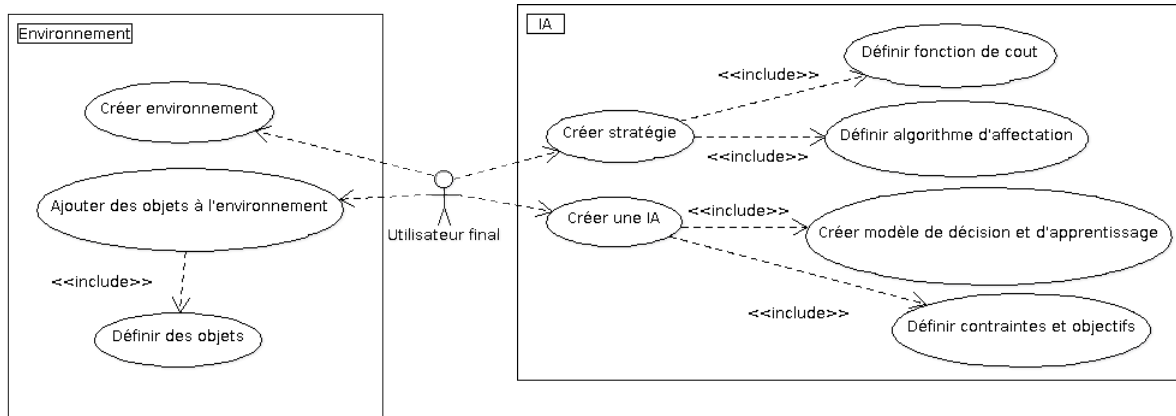 Environnement
Créer environnement
Ajouter des objets à l'environnement
<<include>>
Définir des objets
Utilisateur final
IA
Définir fonction de cout
<<include>>
Créer stratégie
Définir algorithme d'affectation
<<include>>
Créer une IA
<<include>>
Créer modèle de décision et d'apprentissage
<<include>>
Définir contraintes et objectifs